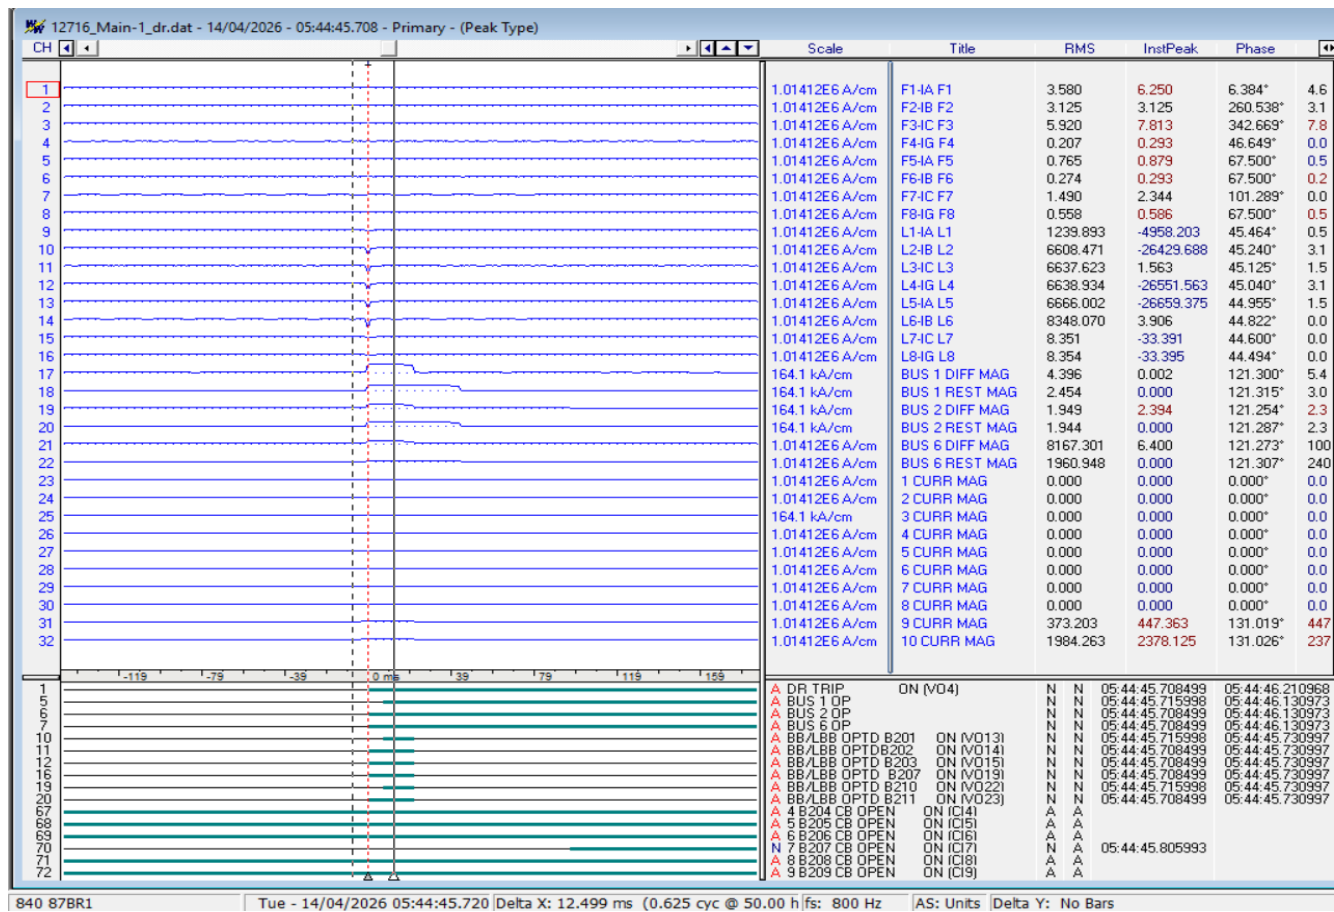 12716_Main-1_dr.dat - 14/04/2026 - 05:44:45.708 - Primary - (Peak Type)
CH Scale Title RMS InstPeak Phase
1 1.01412E6 A/cm F1-IA F1 3.580 6.250 6.384° 4.6
2 1.01412E6 A/cm F2-IB F2 3.125 3.125 260.538° 3.1
3 1.01412E6 A/cm F3-IC F3 5.920 7.813 342.669° 7.8
4 1.01412E6 A/cm F4-IG F4 0.207 0.293 46.649° 0.0
5 1.01412E6 A/cm F5-IA F5 0.765 0.879 67.500° 0.5
6 1.01412E6 A/cm F6-IB F6 0.274 0.293 67.500° 0.2
7 1.01412E6 A/cm F7-IC F7 1.490 2.344 101.289° 0.0
8 1.01412E6 A/cm F8-IG F8 0.558 0.586 67.500° 0.5
9 1.01412E6 A/cm L1-IA L1 1239.893 -4958.203 45.464° 0.5
10 1.01412E6 A/cm L2-IB L2 6608.471 -26429.688 45.240° 3.1
11 1.01412E6 A/cm L3-IC L3 6637.623 1.563 45.125° 1.5
12 1.01412E6 A/cm L4-IG L4 6638.934 -26551.563 45.040° 3.1
13 1.01412E6 A/cm L5-IA L5 6666.002 -26659.375 44.955° 1.5
14 1.01412E6 A/cm L6-IB L6 8348.070 3.906 44.822° 0.0
15 1.01412E6 A/cm L7-IC L7 8.351 -33.391 44.600° 0.0
16 1.01412E6 A/cm L8-IG L8 8.354 -33.395 44.494° 0.0
17 164.1 kA/cm BUS 1 DIFF MAG 4.396 0.002 121.300° 5.4
18 164.1 kA/cm BUS 1 REST MAG 2.454 0.000 121.315° 3.0
19 164.1 kA/cm BUS 2 DIFF MAG 1.949 2.394 121.254° 2.3
20 164.1 kA/cm BUS 2 REST MAG 1.944 0.000 121.287° 2.3
21 1.01412E6 A/cm BUS 6 DIFF MAG 8167.301 6.400 121.273° 100
22 1.01412E6 A/cm BUS 6 REST MAG 1960.948 0.000 121.307° 240
23 1.01412E6 A/cm 1 CURR MAG 0.000 0.000 0.000° 0.0
24 1.01412E6 A/cm 2 CURR MAG 0.000 0.000 0.000° 0.0
25 164.1 kA/cm 3 CURR MAG 0.000 0.000 0.000° 0.0
26 1.01412E6 A/cm 4 CURR MAG 0.000 0.000 0.000° 0.0
27 1.01412E6 A/cm 5 CURR MAG 0.000 0.000 0.000° 0.0
28 1.01412E6 A/cm 6 CURR MAG 0.000 0.000 0.000° 0.0
29 1.01412E6 A/cm 7 CURR MAG 0.000 0.000 0.000° 0.0
30 1.01412E6 A/cm 8 CURR MAG 0.000 0.000 0.000° 0.0
31 1.01412E6 A/cm 9 CURR MAG 373.203 447.363 131.019° 447
32 1.01412E6 A/cm 10 CURR MAG 1984.263 2378.125 131.026° 237
-119 -79 -39 0 ms 39 79 119 159
1 A DR TRIP ON (VO4) N N 05:44:45.708499 05:44:46.210968
5 A BUS 1 OP N N 05:44:45.715998 05:44:46.130973
6 A BUS 2 OP N N 05:44:45.708499 05:44:46.130973
7 A BUS 6 OP N N 05:44:45.708499 05:44:46.130973
10 A BB/LBB OPTD B201 ON (VO13) N N 05:44:45.715998 05:44:45.730997
11 A BB/LBB OPTDB202 ON (VO14) N N 05:44:45.708499 05:44:45.730997
12 A BB/LBB OPTD B203 ON (VO15) N N 05:44:45.708499 05:44:45.730997
16 A BB/LBB OPTD B207 ON (VO19) N N 05:44:45.708499 05:44:45.730997
19 A BB/LBB OPTD B210 ON (VO22) N N 05:44:45.715998 05:44:45.730997
20 A BB/LBB OPTD B211 ON (VO23) N N 05:44:45.708499 05:44:45.730997
67 A 4 B204 CB OPEN ON (CI4) A A
68 A 5 B205 CB OPEN ON (CI5) A A
69 A 6 B206 CB OPEN ON (CI6) A A
70 N 7 B207 CB OPEN ON (CI7) N A 05:44:45.805993
71 A 8 B208 CB OPEN ON (CI8) A A
72 A 9 B209 CB OPEN ON (CI9) A A
840 87BR1 Tue - 14/04/2026 05:44:45.720 Delta X: 12.499 ms (0.625 cyc @ 50.00 h fs: 800 Hz AS: Units Delta Y: No Bars